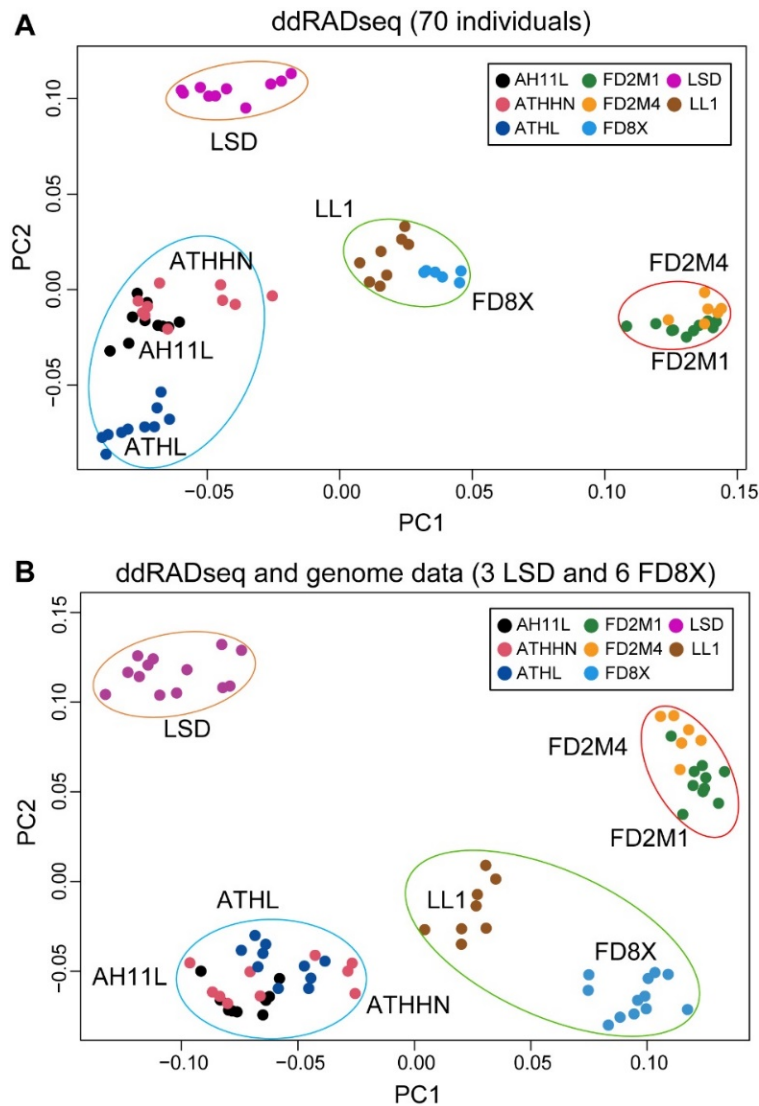 A
ddRADseq (70 individuals)
AH11L FD2M1 LSD
ATHHN FD2M4 LL1
ATHL FD8X
LSD
LL1
ATHHN
FD2M4
FD8X
AH11L
FD2M1
ATHL
PC2
0.10
0.05
0.00
−0.05
−0.05 0.00 0.05 0.10 0.15
PC1
B
ddRADseq and genome data (3 LSD and 6 FD8X)
AH11L FD2M1 LSD
ATHHN FD2M4 LL1
ATHL FD8X
LSD
FD2M4
FD2M1
ATHL
LL1
FD8X
AH11L
ATHHN
PC2
0.15
0.10
0.05
0.00
−0.05
−0.10 −0.05 0.00 0.05 0.10
PC1